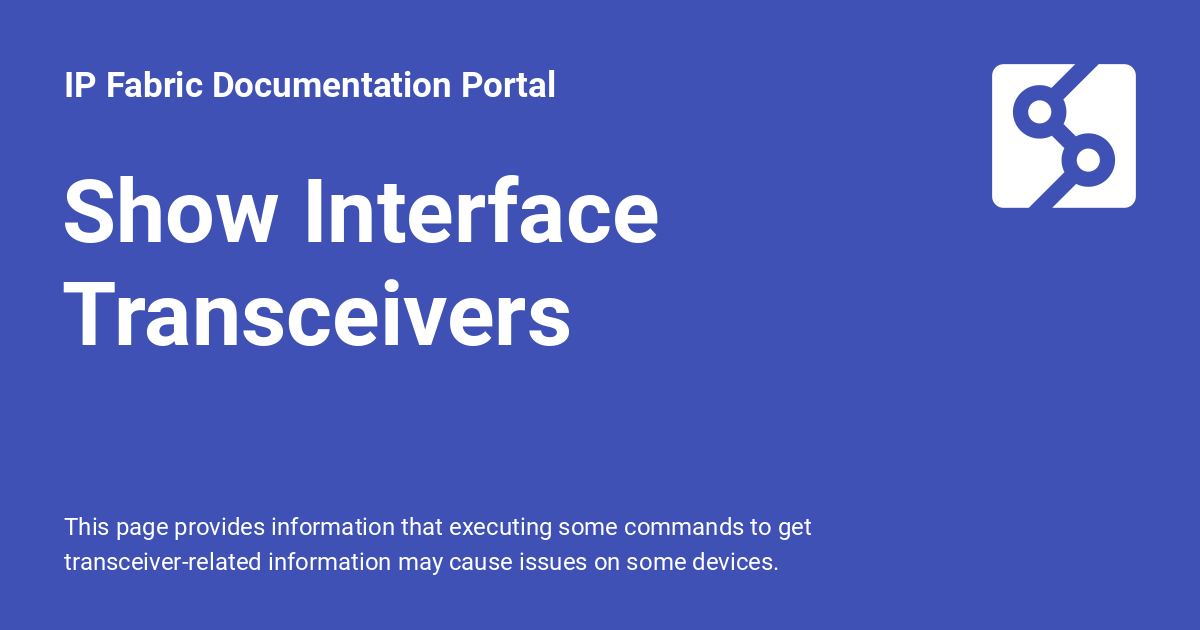 IP Fabric Documentation Portal
Show Interface
Transceivers
This page provides information that executing some commands to get
transceiver-related information may cause issues on some devices.